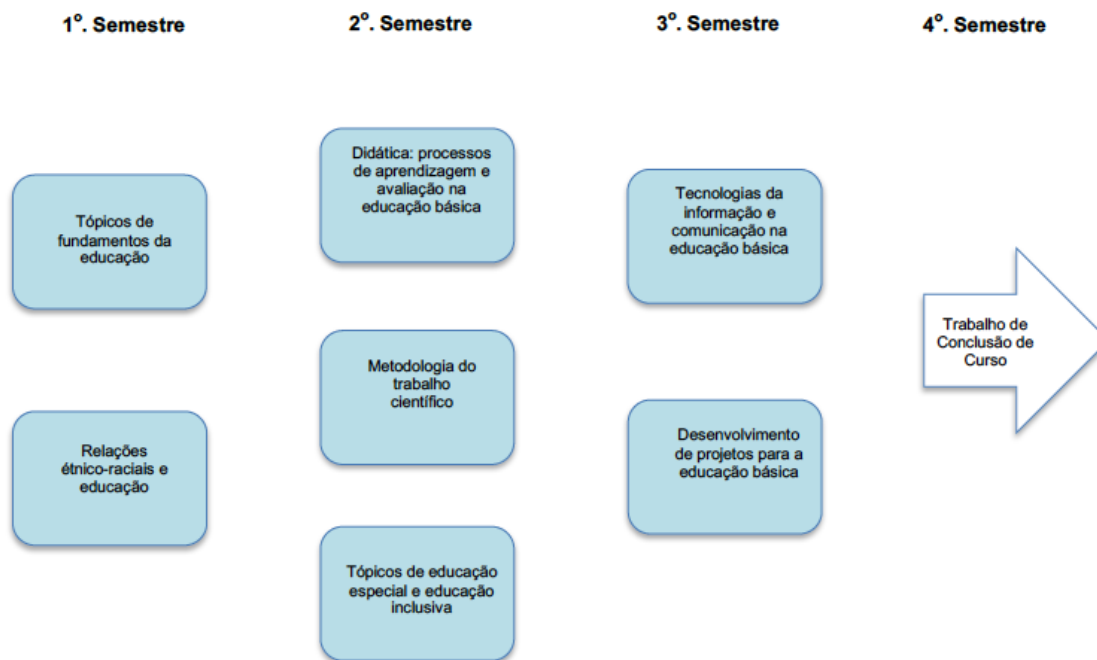 1º. Semestre
2º. Semestre
3º. Semestre
4º. Semestre
Tópicos de
fundamentos da
educação
Relações
étnico-raciais e
educação
Didática: processos
de aprendizagem e
avaliação na
educação básica
Metodologia do
trabalho
científico
Tópicos de educação
especial e educação
inclusiva
Tecnologias da
informação e
comunicação na
educação básica
Desenvolvimento
de projetos para a
educação básica
Trabalho de
Conclusão de
Curso